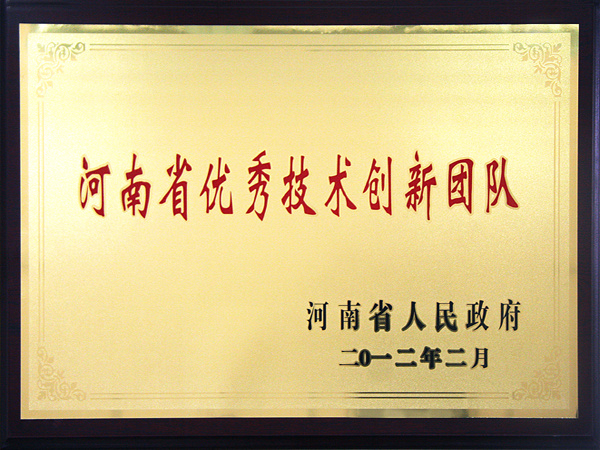 河南省优秀技术创新团队
河南省人民政府
二0一二年二月